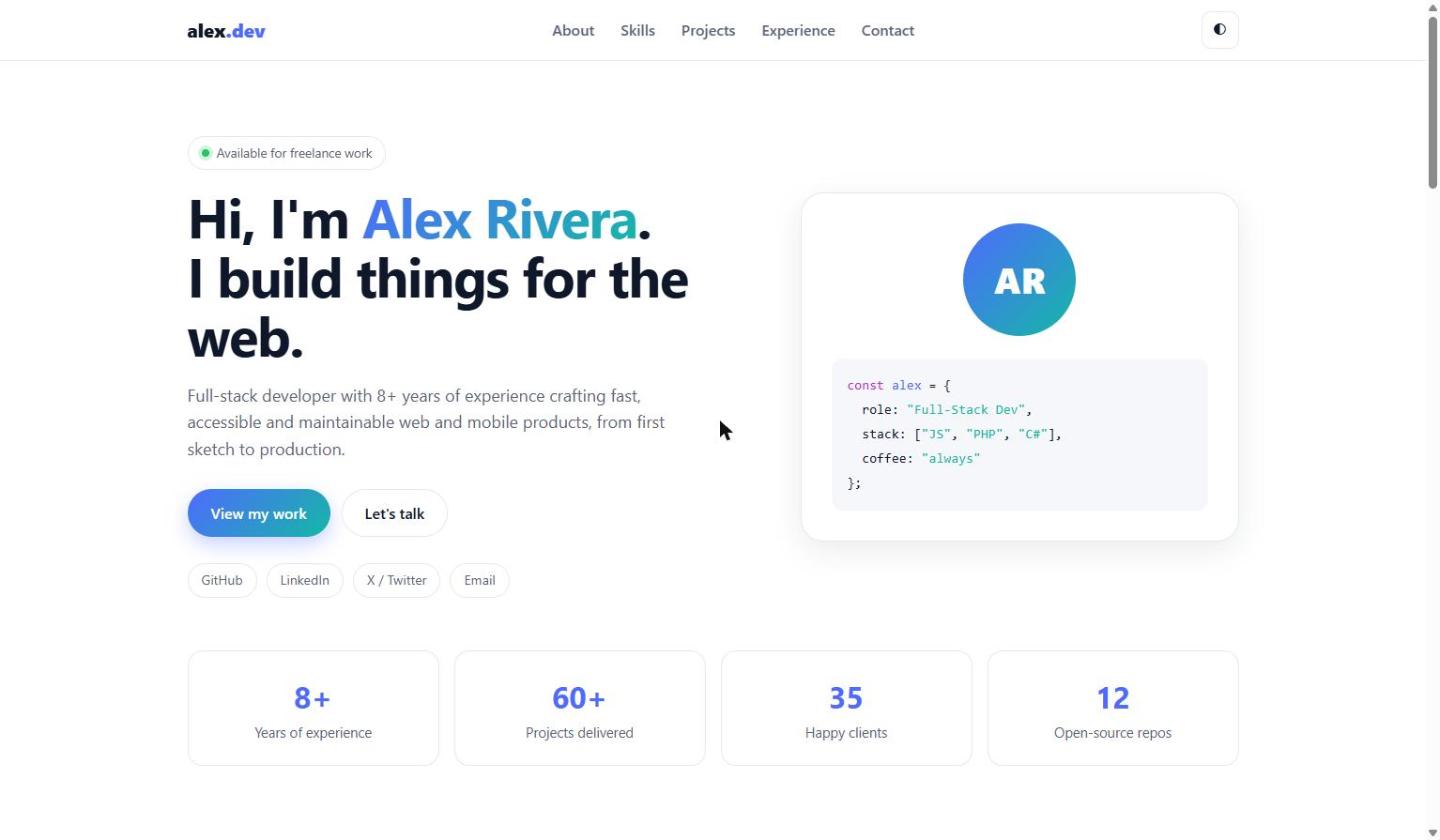 alex.dev
About Skills Projects Experience Contact
Available for freelance work
Hi, I'm Alex Rivera.
I build things for the
web.
Full-stack developer with 8+ years of experience crafting fast,
accessible and maintainable web and mobile products, from first
sketch to production.
View my work Let's talk
GitHub LinkedIn X / Twitter Email
AR
const alex = {
  role: "Full-Stack Dev",
  stack: ["JS", "PHP", "C#"],
  coffee: "always"
};
8+
Years of experience
60+
Projects delivered
35
Happy clients
12
Open-source repos